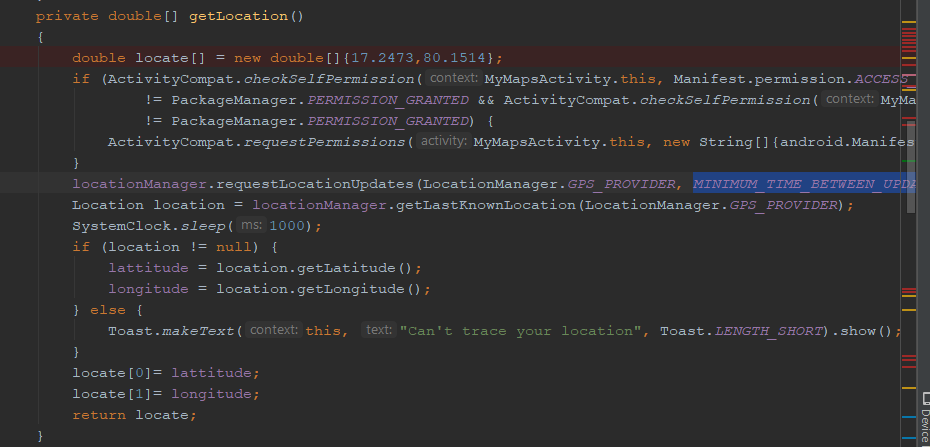 private double[] getLocation()
{
double locate[] = new double[]{17.2473,80.1514};
if (ActivityCompat.checkSelfPermission( context: MyMapsActivity.this, Manifest.permission.ACCESS
!= PackageManager.PERMISSION_GRANTED && ActivityCompat.checkSelfPermission( context: MyMa
!= PackageManager.PERMISSION_GRANTED) {
ActivityCompat.requestPermissions( activity: MyMapsActivity.this, new String[]{android.Manifes
}
locationManager.requestLocationUpdates(LocationManager.GPS_PROVIDER, MINIMUM_TIME_BETWEEN_UPDA
Location location = locationManager.getLastKnownLocation(LocationManager.GPS_PROVIDER);
SystemClock.sleep( ms: 1000);
if (location != null) {
lattitude = location.getLatitude();
longitude = location.getLongitude();
} else {
Toast.makeText( context: this, text: "Can't trace your location", Toast.LENGTH_SHORT).show();
}
locate[0]= lattitude;
locate[1]= longitude;
return locate;
}
Device